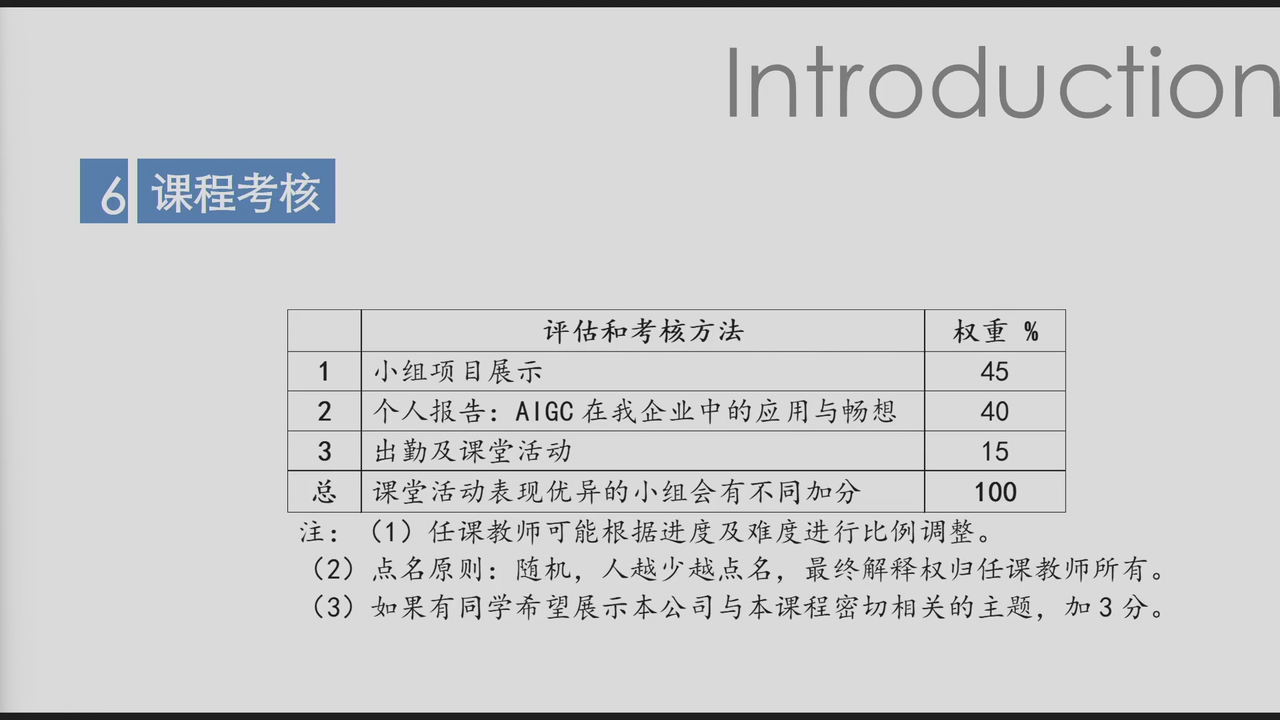 Introduction
6 课程考核
评估和考核方法 权重 %
1 小组项目展示 45
2 个人报告：AIGC 在我企业中的应用与畅想 40
3 出勤及课堂活动 15
总 课堂活动表现优异的小组会有不同加分 100
注：（1）任课教师可能根据进度及难度进行比例调整。
（2）点名原则：随机，人越少越点名，最终解释权归任课教师所有。
（3）如果有同学希望展示本公司与本课程密切相关的主题，加 3 分。